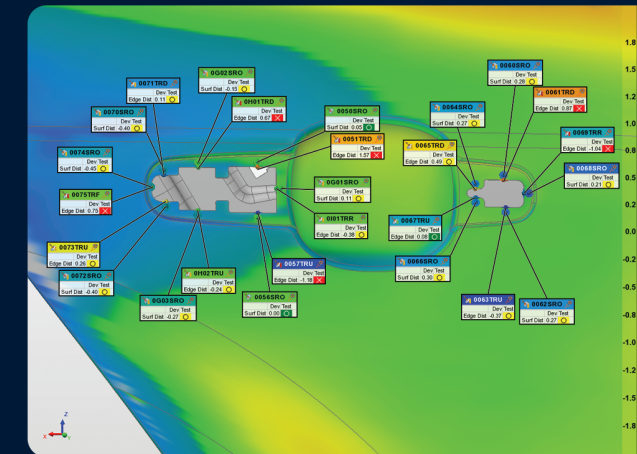 0G02SRO
Dev Test
Surf Dist -0.15
0071TRD
Dev Test
Edge Dist 0.11
0H01TRD
Dev Test
Edge Dist 0.67
0070SRO
Dev Test
Surf Dist -0.40
0050SRO
Dev Test
Surf Dist 0.05
0051TRD
Dev Test
Edge Dist 1.57
0074SRO
Dev Test
Surf Dist -0.45
0075TRF
Dev Test
Edge Dist 0.75
0G01SRO
Dev Test
Surf Dist 0.11
0I01TRR
Dev Test
Edge Dist -0.38
0073TRU
Dev Test
Edge Dist 0.26
0072SRO
Dev Test
Surf Dist -0.40
0H02TRU
Dev Test
Edge Dist -0.24
0057TRU
Dev Test
Edge Dist -1.18
0G03SRO
Dev Test
Surf Dist -0.27
0056SRO
Dev Test
Surf Dist 0.00
0060SRO
Dev Test
Surf Dist 0.28
0061TRD
Dev Test
Edge Dist 0.87
0064SRO
Dev Test
Surf Dist 0.27
0065TRD
Dev Test
Edge Dist 0.49
0069TRR
Dev Test
Edge Dist -1.04
0068SRO
Dev Test
Surf Dist 0.21
0067TRU
Dev Test
Edge Dist 0.08
0066SRO
Dev Test
Surf Dist 0.30
0063TRU
Dev Test
Edge Dist -0.37
0062SRO
Dev Test
Surf Dist 0.27
1.8
1.5
1.2
1.0
0.8
0.5
0.2
0.0
-0.2
-0.5
-0.8
-1.0
-1.2
-1.5
-1.8
Z
X
Y